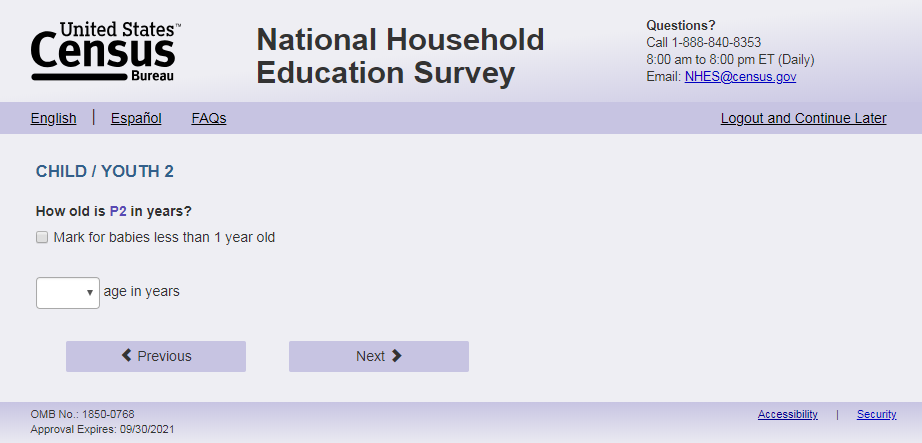 United States™
Census
Bureau
National Household
Education Survey
Questions?
Call 1-888-840-8353
8:00 am to 8:00 pm ET (Daily)
Email: NHES@census.gov
English | Español FAQs Logout and Continue Later
CHILD / YOUTH 2
How old is P2 in years?
Mark for babies less than 1 year old
age in years
Previous Next
OMB No.: 1850-0768
Approval Expires: 09/30/2021
Accessibility | Security